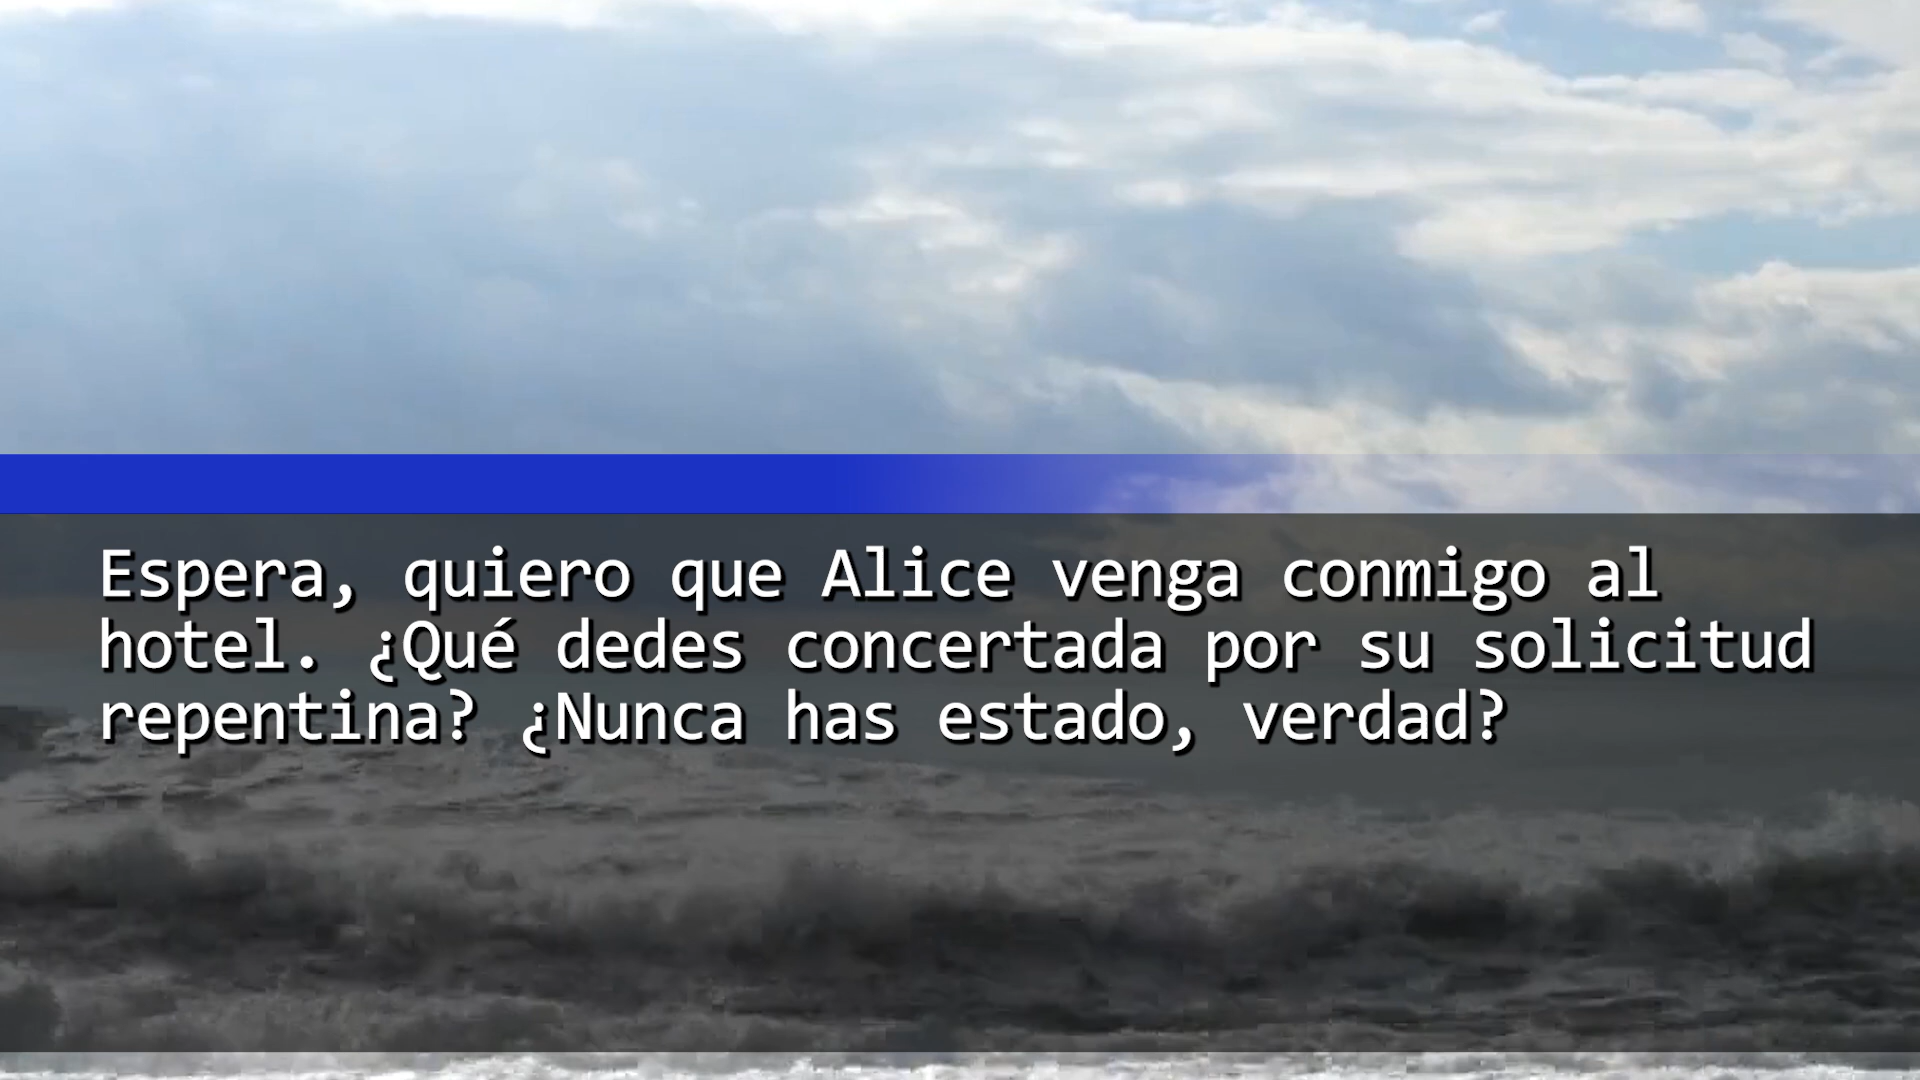 Espera, quiero que Alice venga conmigo al
hotel. ¿Qué dedes concertada por su solicitud
repentina? ¿Nunca has estado, verdad?